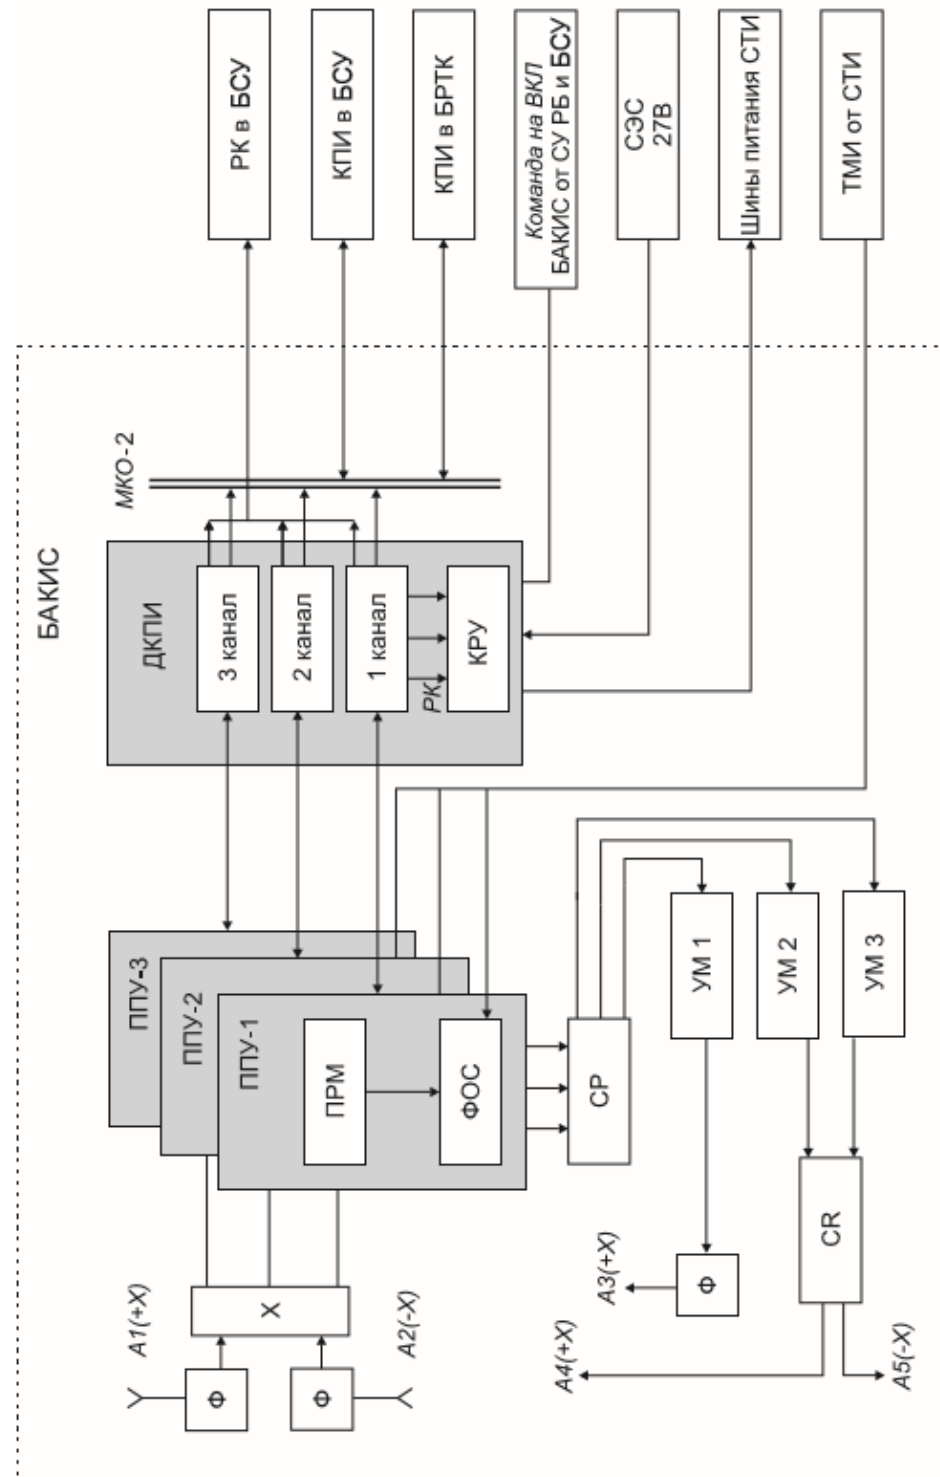 РК в БСУ
КПИ в БСУ
КПИ в БРТК
Команда на ВКЛ
БАКИС от СУ РБ и БСУ
СЭС
27В
Шины питания СТИ
ТМИ от СТИ
БАКИС
МКО-2
ДКПИ
3 канал
2 канал
1 канал
РК
КРУ
ППУ-3
ППУ-2
ППУ-1
ПРМ
ФОС
СР
УМ 1
УМ 2
УМ 3
А1(+X)
Ф
X
Ф
А2(-X)
А3(+X)
Ф
CR
А4(+X)
А5(-X)